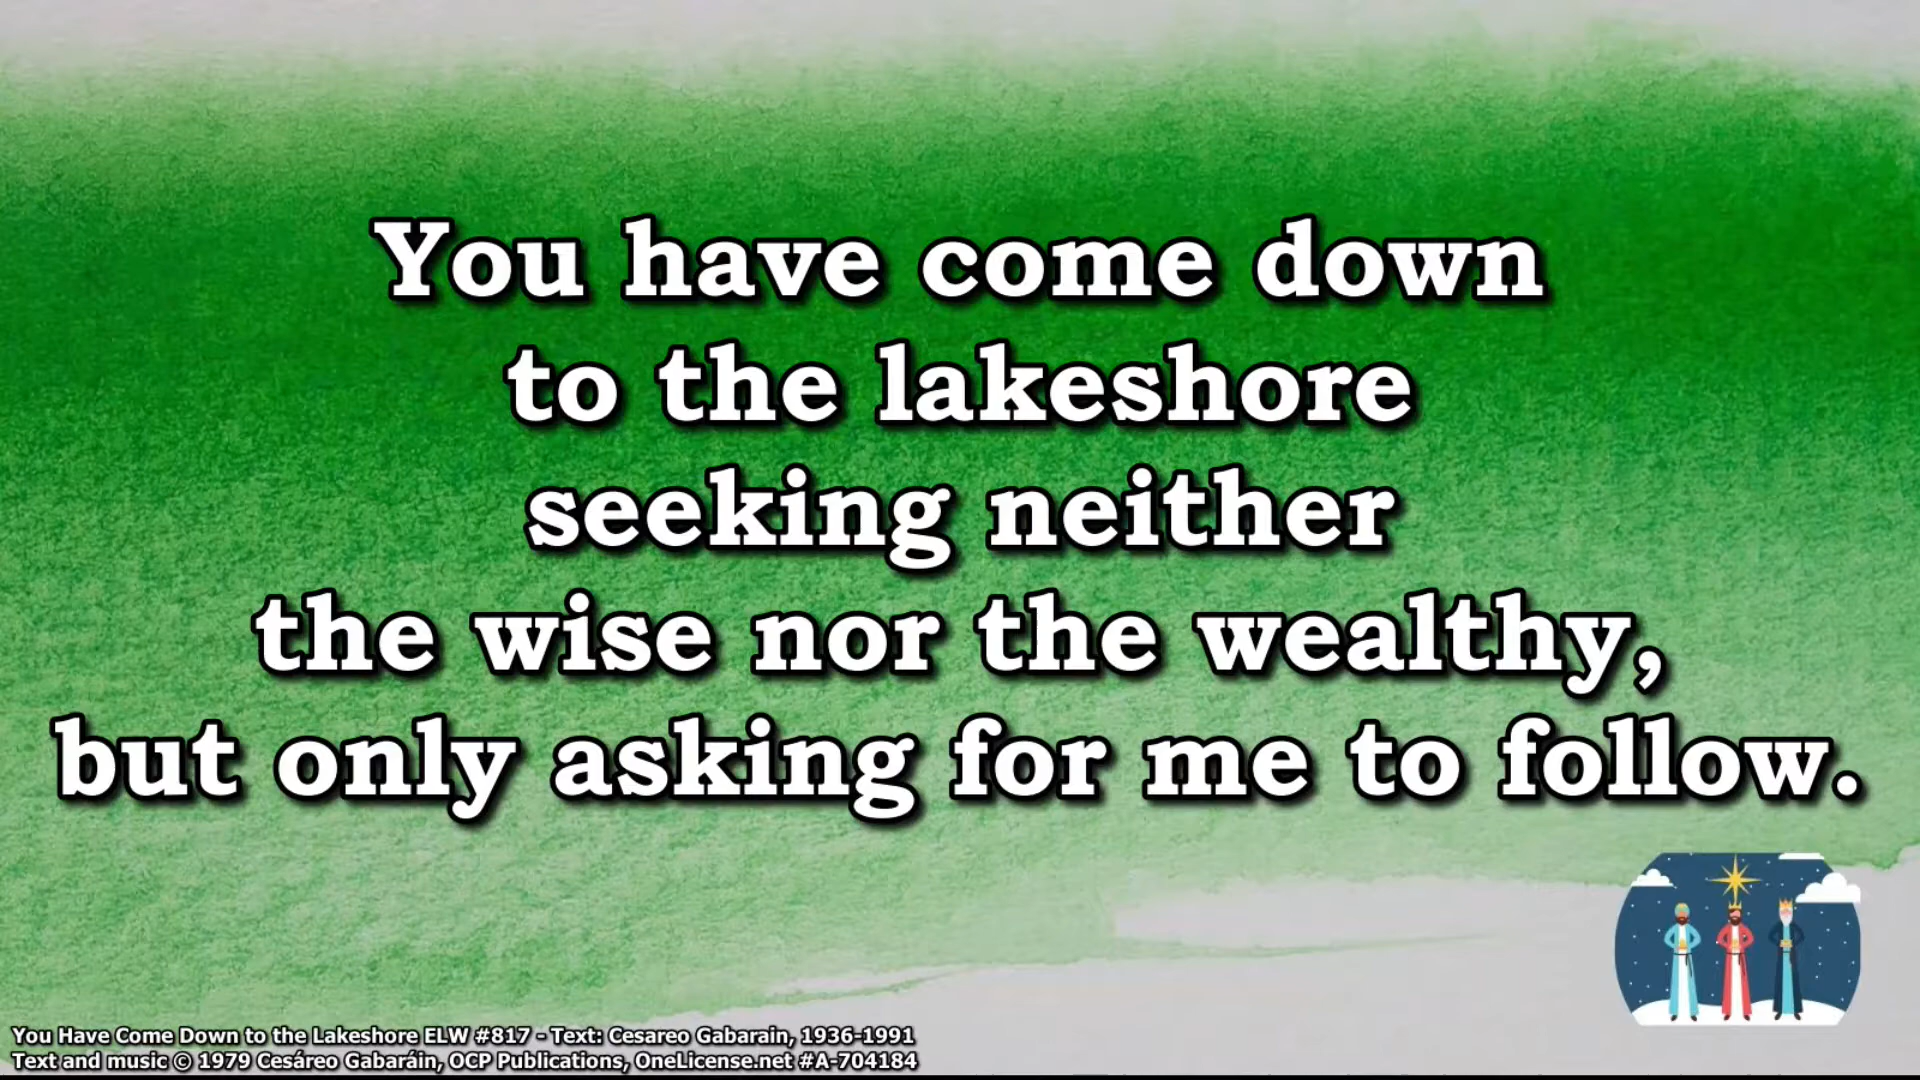 You have come down
to the lakeshore
seeking neither
the wise nor the wealthy,
but only asking for me to follow.
You Have Come Down to the Lakeshore ELW #817 - Text: Cesareo Gabarain, 1936-1991
Text and music © 1979 Cesáreo Gabaráin, OCP Publications, OneLicense.net #A-704184